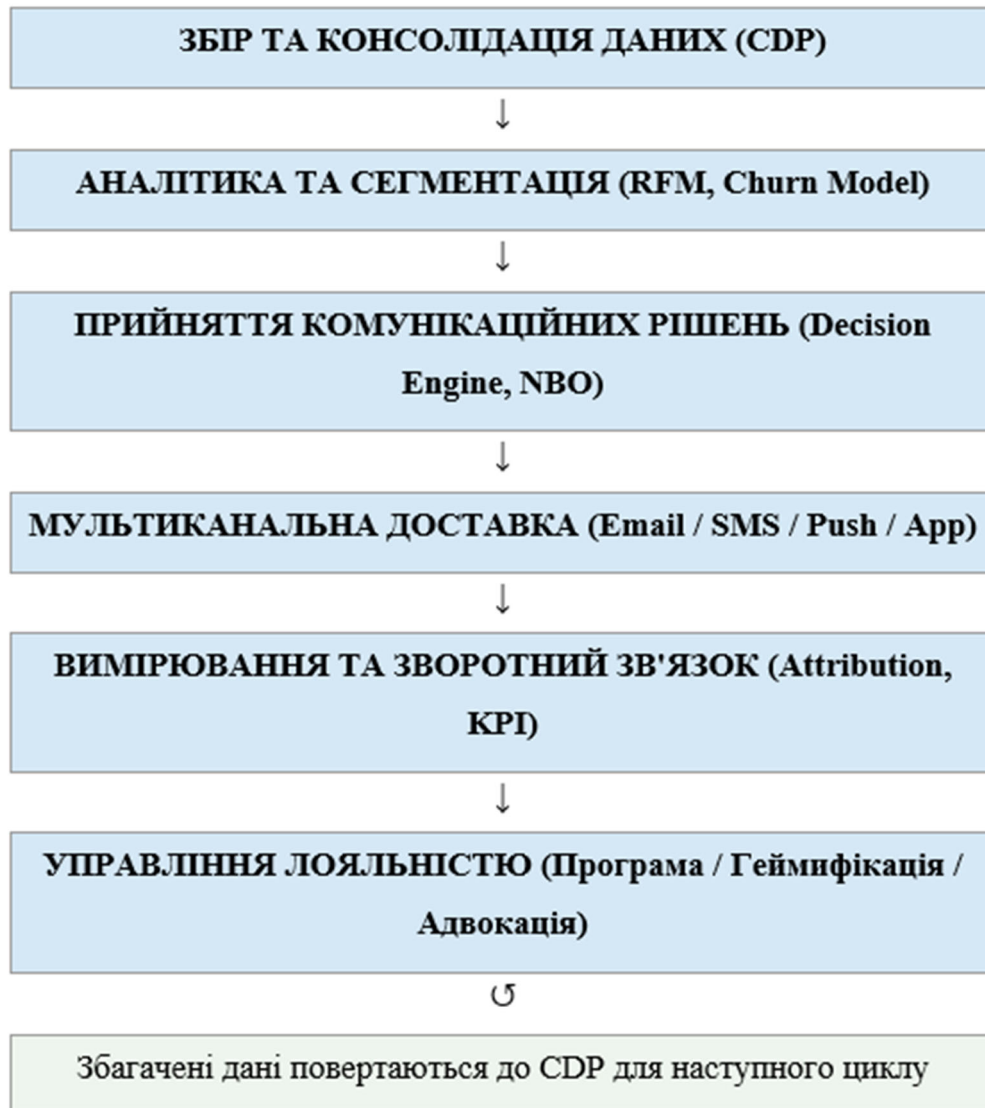 ЗБІР ТА КОНСОЛІДАЦІЯ ДАНИХ (CDP)
↓
АНАЛІТИКА ТА СЕГМЕНТАЦІЯ (RFM, Churn Model)
↓
ПРИЙНЯТТЯ КОМУНІКАЦІЙНИХ РІШЕНЬ (Decision
Engine, NBO)
↓
МУЛЬТИКАНАЛЬНА ДОСТАВКА (Email / SMS / Push / App)
↓
ВИМІРЮВАННЯ ТА ЗВОРОТНИЙ ЗВ'ЯЗОК (Attribution,
KPI)
↓
УПРАВЛІННЯ ЛОЯЛЬНІСТЮ (Програма / Геймифікація /
Адвокація)
↺
Збагачені дані повертаються до CDP для наступного циклу